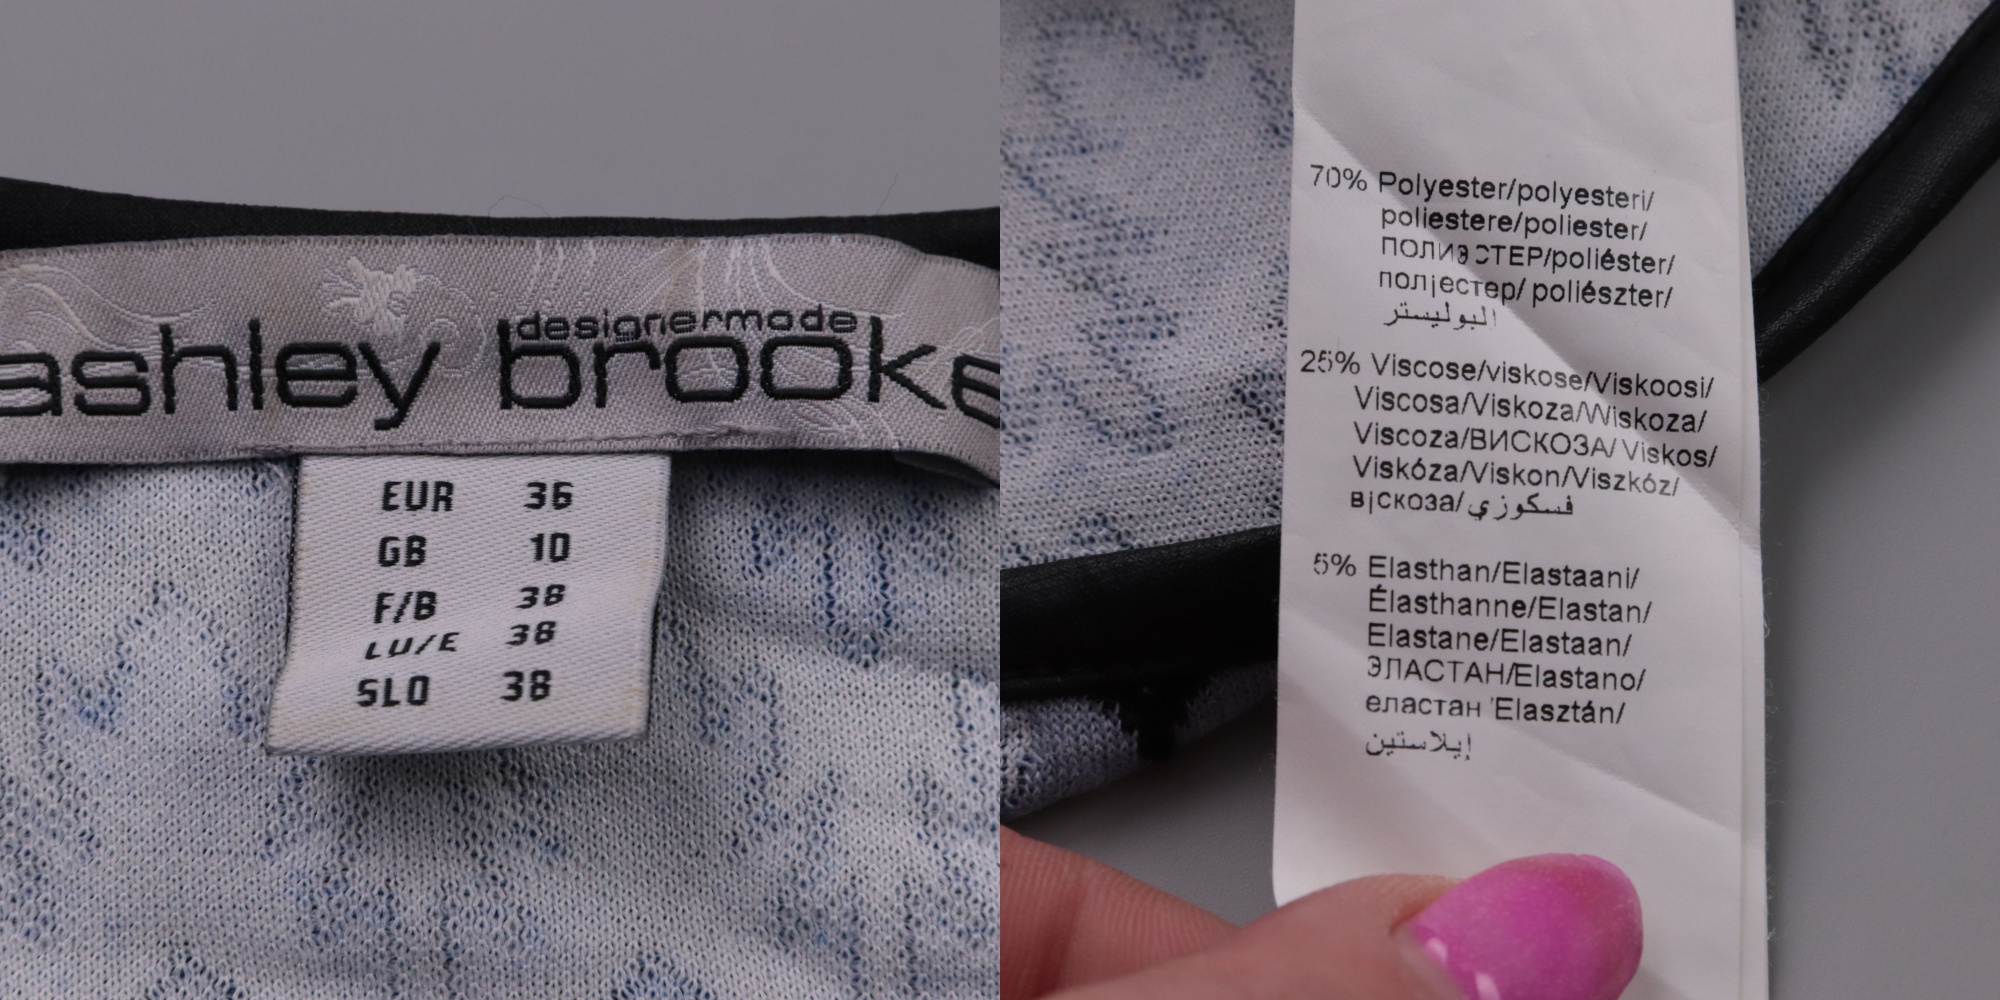 designermode
ashley brooke
EUR 36
GB 10
F/B 38
LU/E 38
SLO 38
70% Polyester/polyesteri/
poliestere/poliester/
ПОЛИЭСТЕР/poliéster/
полјестер/ poliészter/
البوليستر
25% Viscose/viskose/Viskoosi/
Viscosa/Viskoza/Wiskoza/
Viscoza/ВИСКОЗА/Viskos/
Viskóza/Viskon/Viszkóz/
віскоза/فسكوزي
5% Elasthan/Elastaani/
Élasthanne/Elastan/
Elastane/Elastaan/
ЭЛАСТАН/Elastano/
еластан Elasztán/
إيلاستين